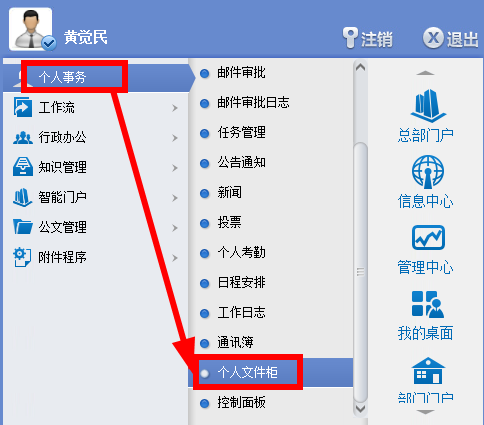 黄觉民
注销
退出
个人事务
工作流
行政办公
知识管理
智能门户
公文管理
附件程序
邮件审批
邮件审批日志
任务管理
公告通知
新闻
投票
个人考勤
日程安排
工作日志
通讯簿
个人文件柜
控制面板
总部门户
信息中心
管理中心
我的桌面
部门门户